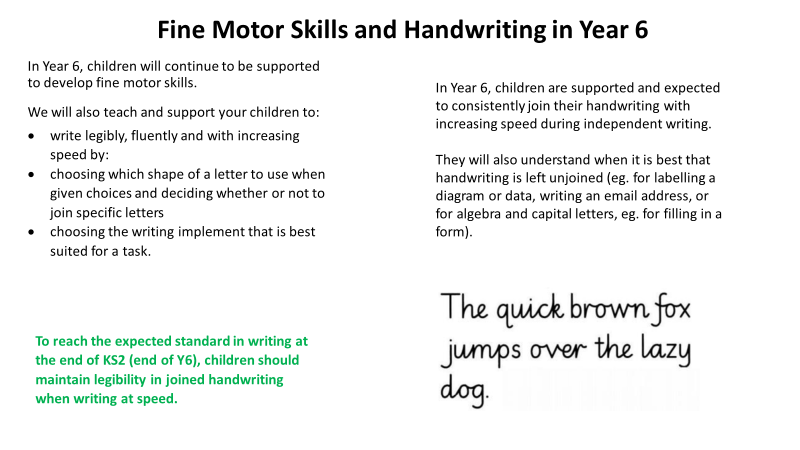 Fine Motor Skills and Handwriting in Year 6
In Year 6, children will continue to be supported
to develop fine motor skills.
We will also teach and support your children to:
• write legibly, fluently and with increasing
speed by:
• choosing which shape of a letter to use when
given choices and deciding whether or not to
join specific letters
• choosing the writing implement that is best
suited for a task.
To reach the expected standard in writing at
the end of KS2 (end of Y6), children should
maintain legibility in joined handwriting
when writing at speed.
In Year 6, children are supported and expected
to consistently join their handwriting with
increasing speed during independent writing.
They will also understand when it is best that
handwriting is left unjoined (eg. for labelling a
diagram or data, writing an email address, or
for algebra and capital letters, eg. for filling in a
form).
The quick brown fox
jumps over the lazy
dog.